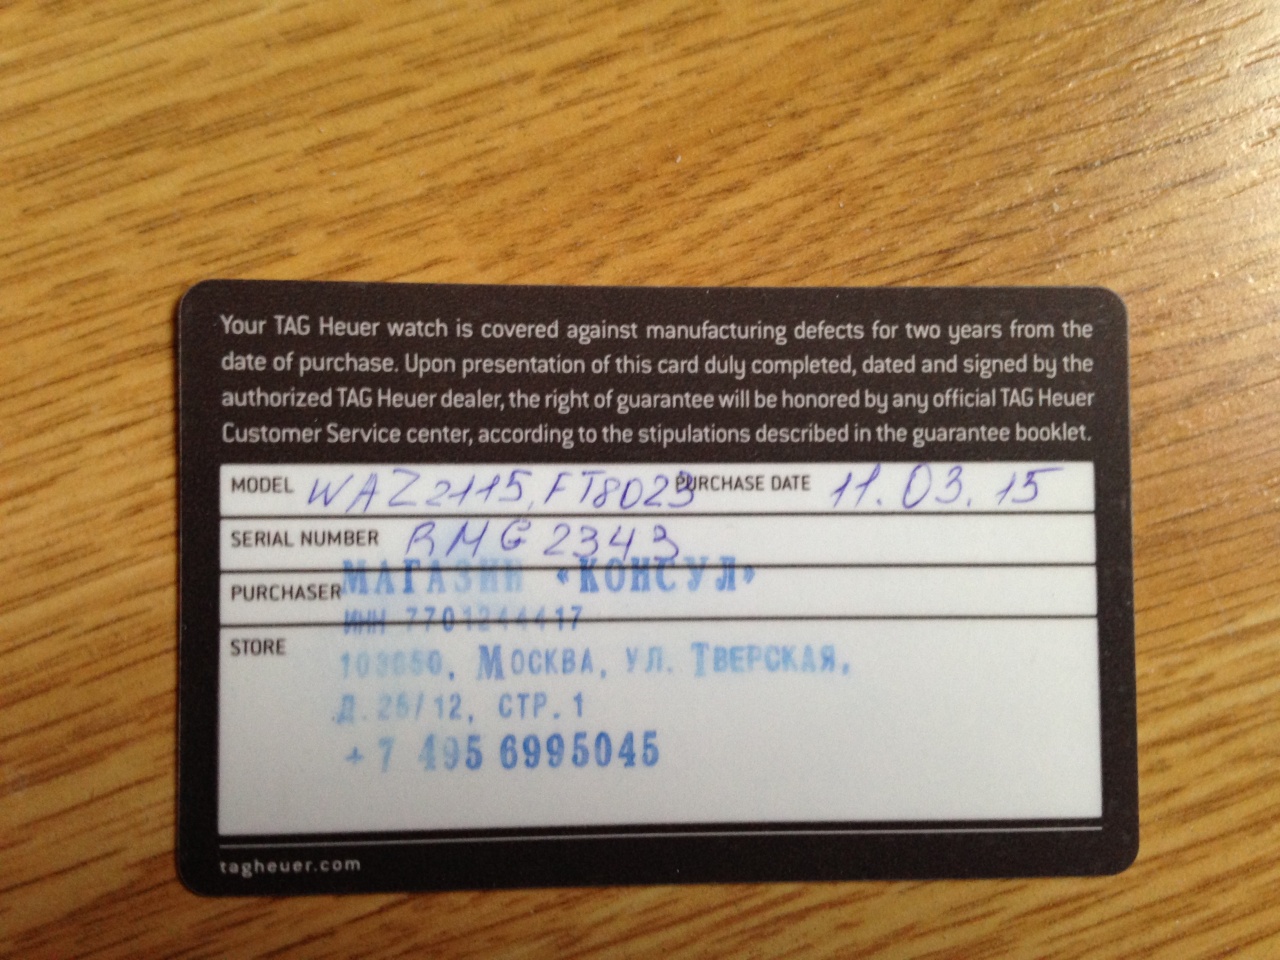 Your TAG Heuer watch is covered against manufacturing defects for two years from the
date of purchase. Upon presentation of this card duly completed, dated and signed by the
authorized TAG Heuer dealer, the right of guarantee will be honored by any official TAG Heuer
Customer Service center, according to the stipulations described in the guarantee booklet.
MODEL WAZ2115.FT8023 PURCHASE DATE 11.03.15
SERIAL NUMBER RMG2343
МАГАЗИН «КОНСУЛ»
PURCHASER
ИНН 7701244417
STORE
103050, МОСКВА, УЛ. ТВЕРСКАЯ,
Д.26/12, СТР.1
+7 495 6995045
tagheuer.com